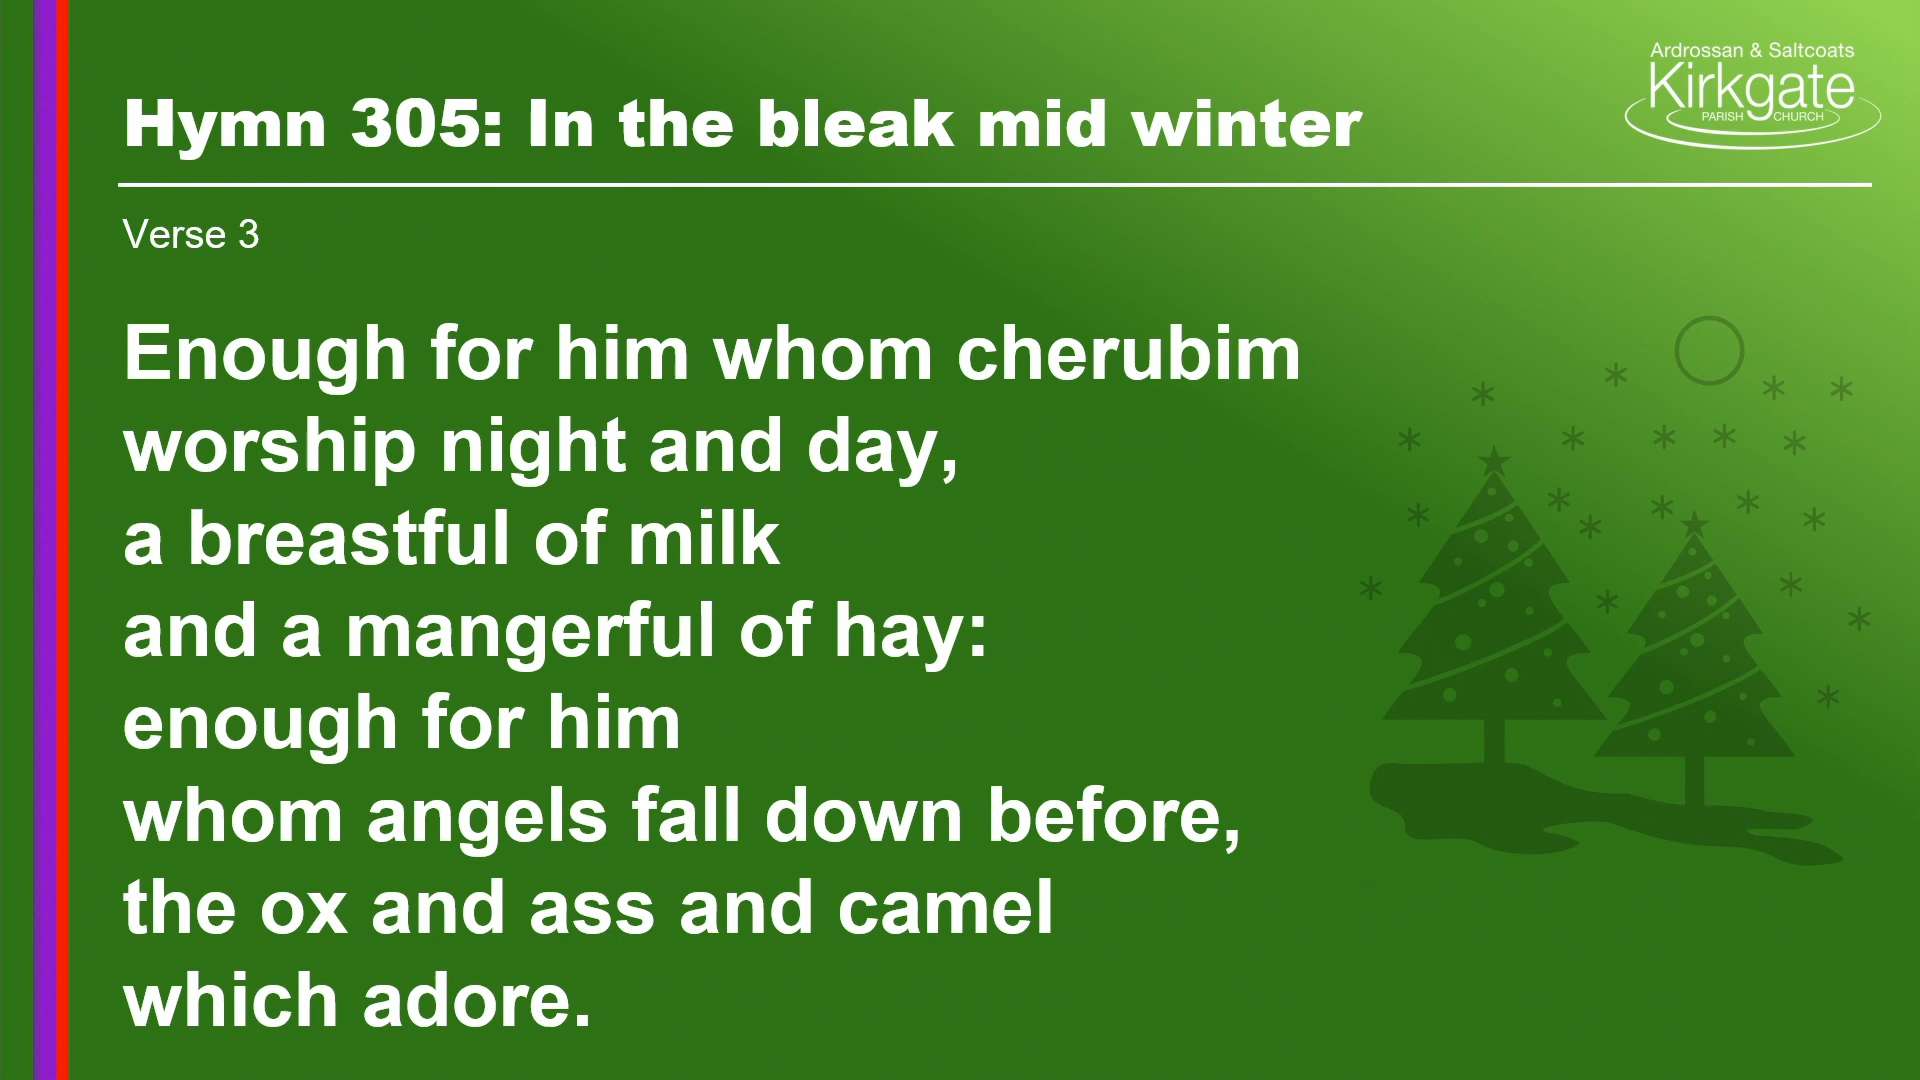 Ardrossan & Saltcoats
Kirkgate
PARISH CHURCH
Hymn 305: In the bleak mid winter
Verse 3
Enough for him whom cherubim
worship night and day,
a breastful of milk
and a mangerful of hay:
enough for him
whom angels fall down before,
the ox and ass and camel
which adore.